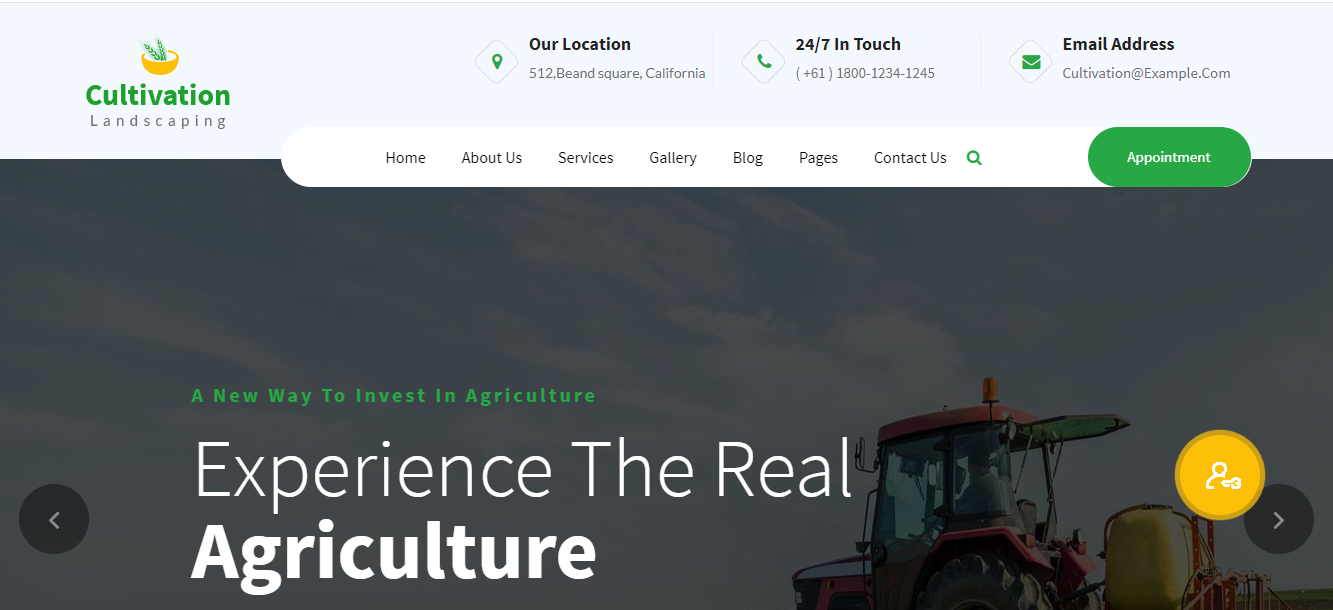 Cultivation
Landscaping
Our Location
512,Beand square, California
24/7 In Touch
( +61 ) 1800-1234-1245
Email Address
Cultivation@Example.Com
Home About Us Services Gallery Blog Pages Contact Us
Appointment
A New Way To Invest In Agriculture
Experience The Real
Agriculture